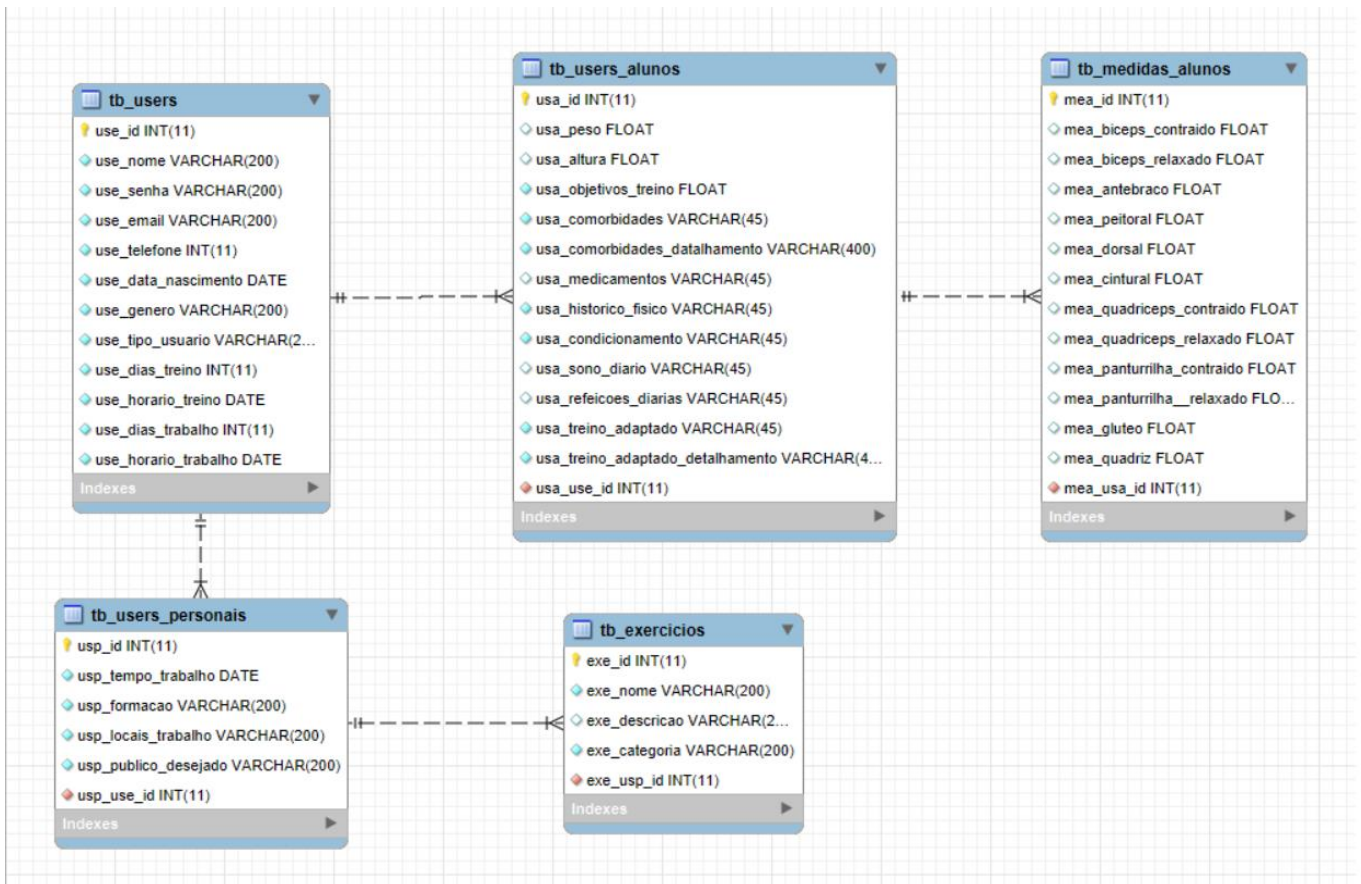 tb_users
use_id INT(11)
use_nome VARCHAR(200)
use_senha VARCHAR(200)
use_email VARCHAR(200)
use_telefone INT(11)
use_data_nascimento DATE
use_genero VARCHAR(200)
use_tipo_usuario VARCHAR(2...
use_dias_treino INT(11)
use_horario_treino DATE
use_dias_trabalho INT(11)
use_horario_trabalho DATE
Indexes
tb_users_alunos
usa_id INT(11)
usa_peso FLOAT
usa_altura FLOAT
usa_objetivos_treino FLOAT
usa_comorbidades VARCHAR(45)
usa_comorbidades_datalhamento VARCHAR(400)
usa_medicamentos VARCHAR(45)
usa_historico_fisico VARCHAR(45)
usa_condicionamento VARCHAR(45)
usa_sono_diario VARCHAR(45)
usa_refeicoes_diarias VARCHAR(45)
usa_treino_adaptado VARCHAR(45)
usa_treino_adaptado_detalhamento VARCHAR(4...
usa_use_id INT(11)
Indexes
tb_medidas_alunos
mea_id INT(11)
mea_biceps_contraido FLOAT
mea_biceps_relaxado FLOAT
mea_antebraco FLOAT
mea_peitoral FLOAT
mea_dorsal FLOAT
mea_cintural FLOAT
mea_quadriceps_contraido FLOAT
mea_quadriceps_relaxado FLOAT
mea_panturrilha_contraido FLOAT
mea_panturrilha__relaxado FLO...
mea_gluteo FLOAT
mea_quadriz FLOAT
mea_usa_id INT(11)
Indexes
tb_users_personais
usp_id INT(11)
usp_tempo_trabalho DATE
usp_formacao VARCHAR(200)
usp_locais_trabalho VARCHAR(200)
usp_publico_desejado VARCHAR(200)
usp_use_id INT(11)
Indexes
tb_exercicios
exe_id INT(11)
exe_nome VARCHAR(200)
exe_descricao VARCHAR(2...
exe_categoria VARCHAR(200)
exe_usp_id INT(11)
Indexes